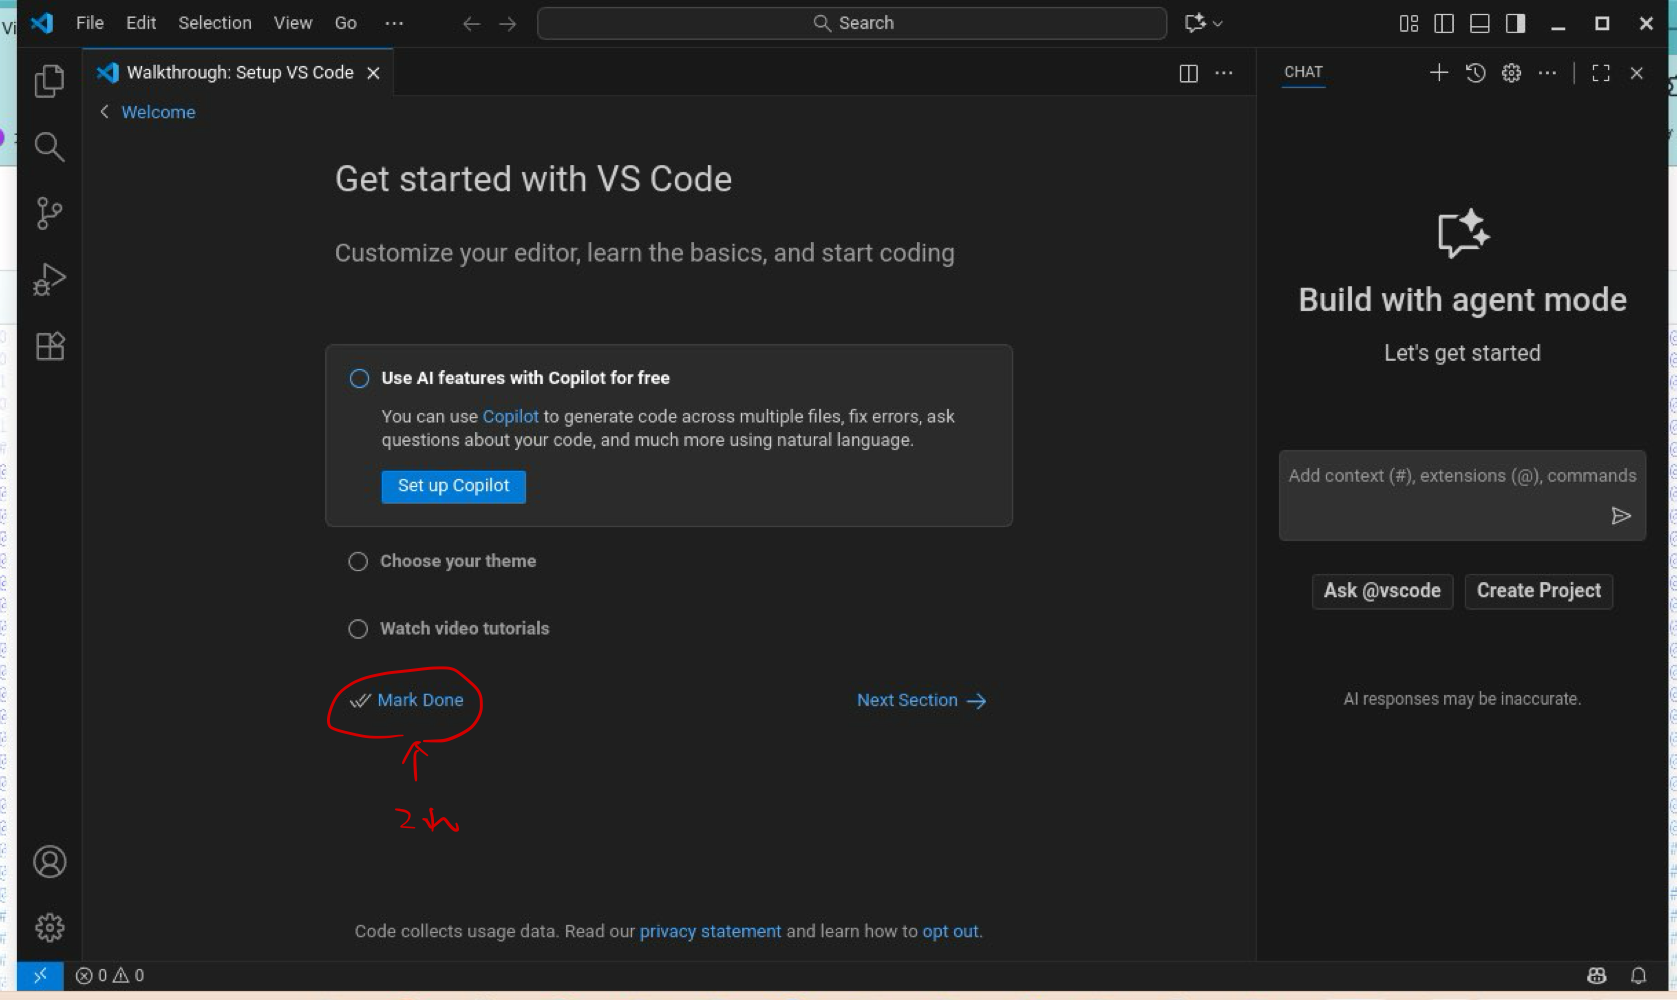 File Edit Selection View Go ... Search
Walkthrough: Setup VS Code
CHAT
Welcome
Get started with VS Code
Customize your editor, learn the basics, and start coding
Use AI features with Copilot for free
You can use Copilot to generate code across multiple files, fix errors, ask
questions about your code, and much more using natural language.
Set up Copilot
Choose your theme
Watch video tutorials
Mark Done
Next Section
Code collects usage data. Read our privacy statement and learn how to opt out.
Build with agent mode
Let's get started
Add context (#), extensions (@), commands
Ask @vscode
Create Project
AI responses may be inaccurate.
0 0